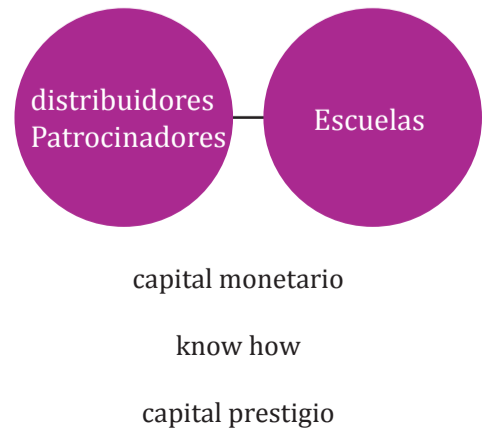 distribuidores
Patrocinadores
Escuelas
capital monetario
know how
capital prestigio